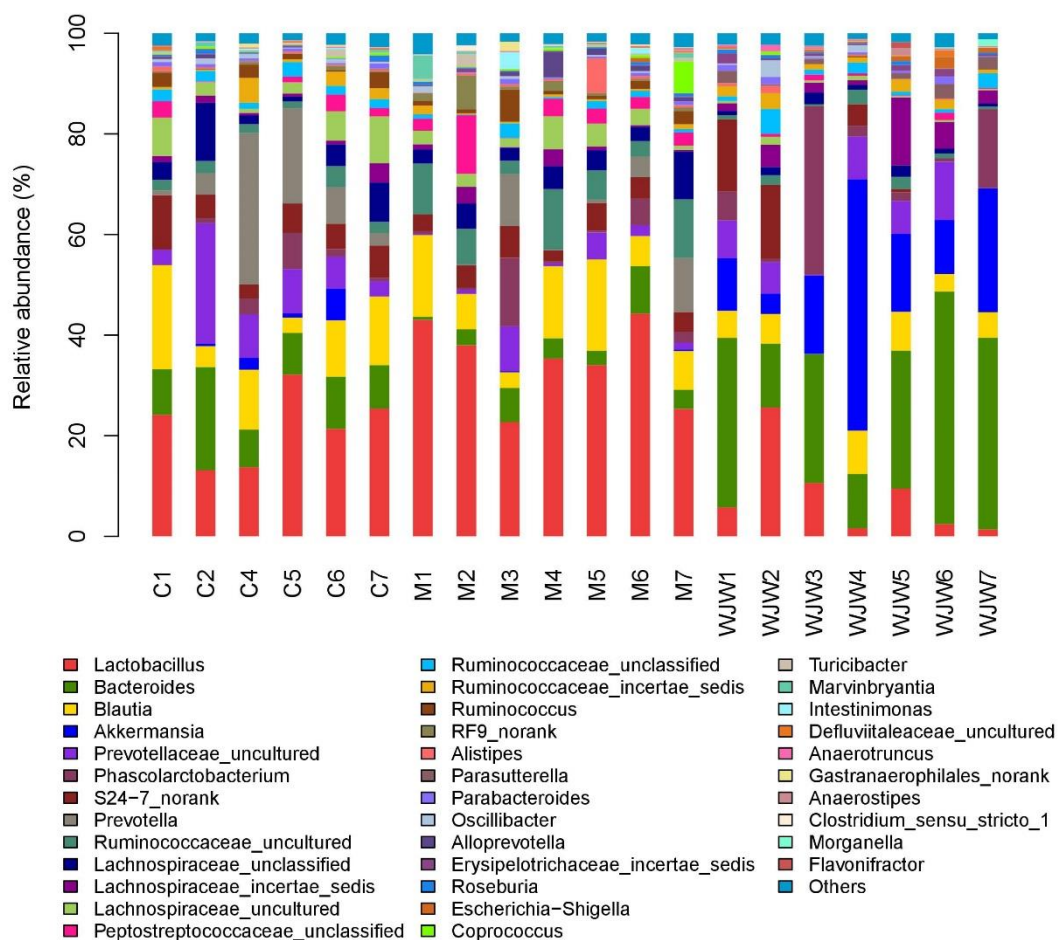 100
80
60
40
20
0
Relative abundance (%)
C1 C2 C4 C5 C6 C7 M1 M2 M3 M4 M5 M6 M7 WJW1 WJW2 WJW3 WJW4 WJW5 WJW6 WJW7
Lactobacillus
Bacteroides
Blautia
Akkermansia
Prevotellaceae_uncultured
Phascolarctobacterium
S24-7_norank
Prevotella
Ruminococcaceae_uncultured
Lachnospiraceae_unclassified
Lachnospiraceae_incertae_sedis
Lachnospiraceae_uncultured
Peptostreptococcaceae_unclassified
Ruminococcaceae_unclassified
Ruminococcaceae_incertae_sedis
Ruminococcus
RF9_norank
Alistipes
Parasutterella
Parabacteroides
Oscillibacter
Alloprevotella
Erysipelotrichaceae_incertae_sedis
Roseburia
Escherichia-Shigella
Coprococcus
Turicibacter
Marvinbryantia
Intestinimonas
Defluviitaleaceae_uncultured
Anaerotruncus
Gastranaerophilales_norank
Anaerostipes
Clostridium_sensu_stricto_1
Morganella
Flavonifractor
Others